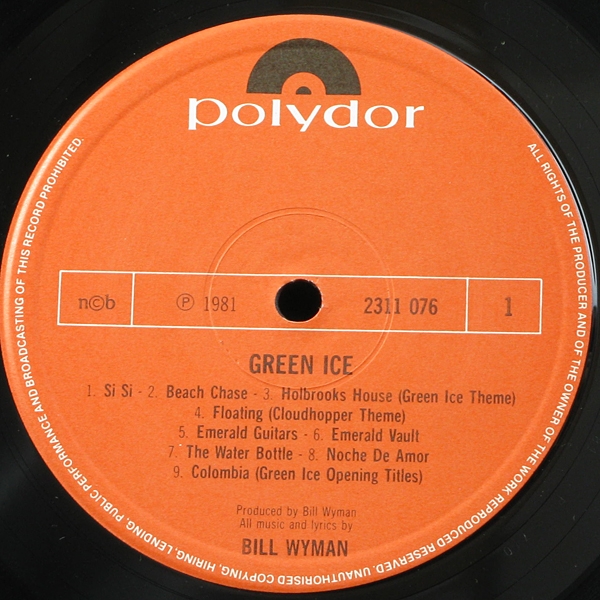 polydor
n©b
℗ 1981
2311 076
1
GREEN ICE
1. Si Si - 2. Beach Chase - 3. Holbrooks House (Green Ice Theme)
4. Floating (Cloudhopper Theme)
5. Emerald Guitars - 6. Emerald Vault
7. The Water Bottle - 8. Noche De Amor
9. Colombia (Green Ice Opening Titles)
Produced by Bill Wyman
All music and lyrics by
BILL WYMAN
ALL RIGHTS OF THE PRODUCER AND OF THE OWNER OF THE WORK REPRODUCED RESERVED. UNAUTHORISED COPYING, HIRING, LENDING, PUBLIC PERFORMANCE AND BROADCASTING OF THIS RECORD PROHIBITED.